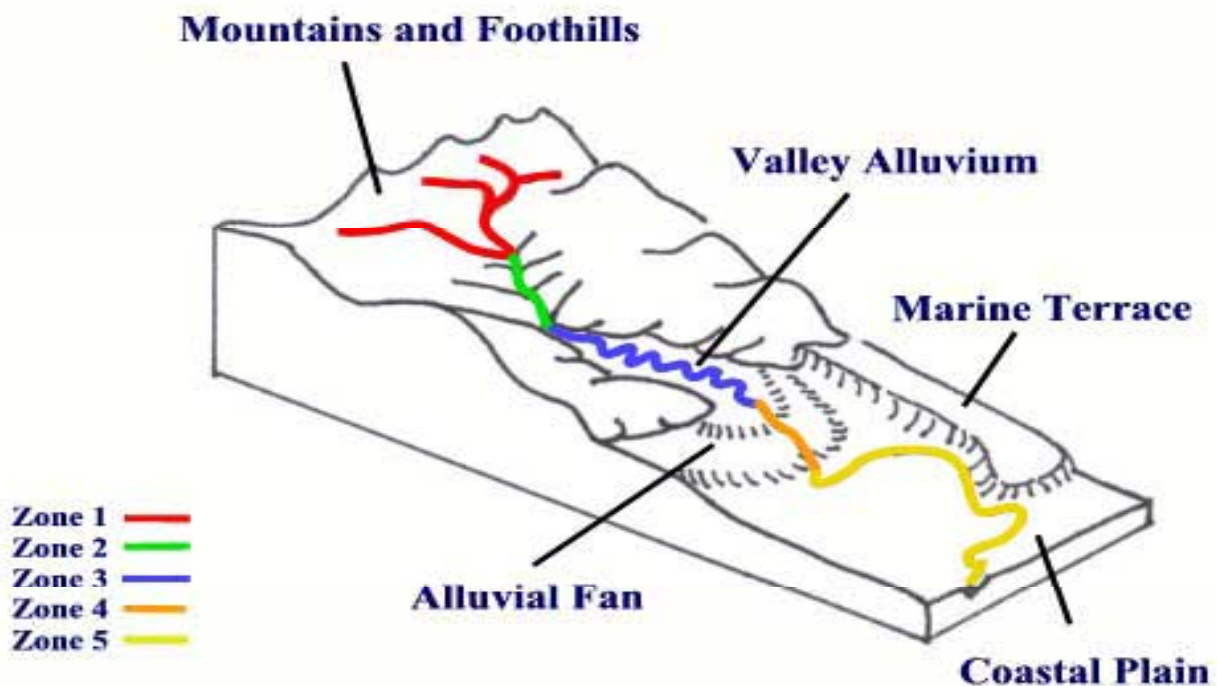 Mountains and Foothills
Valley Alluvium
Marine Terrace
Zone 1
Zone 2
Zone 3
Zone 4
Zone 5
Alluvial Fan
Coastal Plain